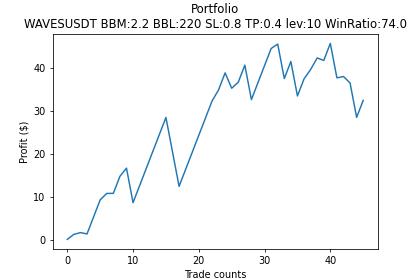 Portfolio
WAVESUSDT BBM:2.2 BBL:220 SL:0.8 TP:0.4 lev:10 WinRatio:74.0
40
30
20
10
0
Profit ($)
0 10 20 30 40
Trade counts